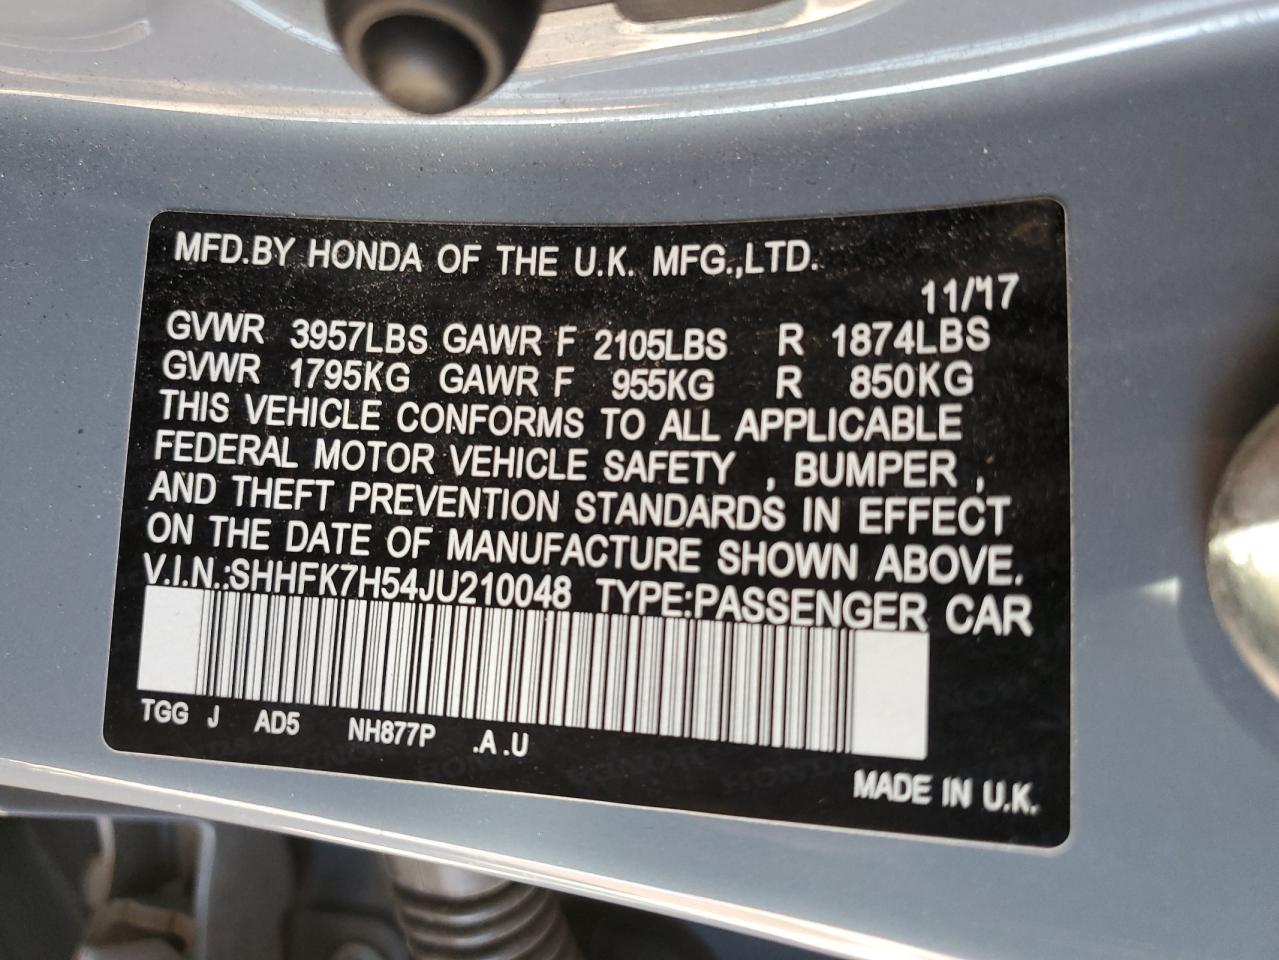 MFD.BY HONDA OF THE U.K. MFG.,LTD.
11/17
GVWR 3957LBS GAWR F 2105LBS R 1874LBS
GVWR 1795KG GAWR F 955KG R 850KG
THIS VEHICLE CONFORMS TO ALL APPLICABLE
FEDERAL MOTOR VEHICLE SAFETY , BUMPER ,
AND THEFT PREVENTION STANDARDS IN EFFECT
ON THE DATE OF MANUFACTURE SHOWN ABOVE.
V.I.N.:SHHFK7H54JU210048 TYPE:PASSENGER CAR
TGG J AD5 NH877P .A .U
MADE IN U.K.